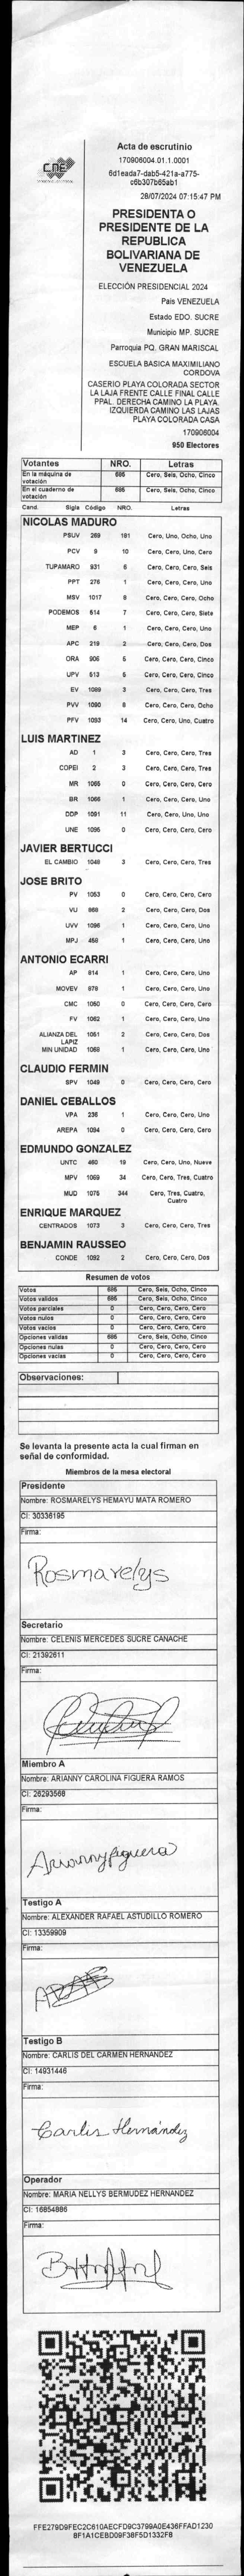 CNE
Acta de escrutinio
170906004.01.1.0001
6d1eada7-dab5-421a-a775-
c6b307b65ab1
28/07/2024 07:15:47 PM
PRESIDENTA O
PRESIDENTE DE LA
REPUBLICA
BOLIVARIANA DE
VENEZUELA
ELECCIÓN PRESIDENCIAL 2024
Pais VENEZUELA
Estado EDO. SUCRE
Municipio MP. SUCRE
Parroquia PQ. GRAN MARISCAL
ESCUELA BASICA MAXIMILIANO
CORDOVA
CASERIO PLAYA COLORADA SECTOR
LA LAJA FRENTE CALLE FINAL CALLE
PPAL. DERECHA CAMINO LA PLAYA.
IZQUIERDA CAMINO LAS LAJAS
PLAYA COLORADA CASA
170906004
950 Electores
Votantes NRO. Letras
En la máquina de votación 685 Cero, Seis, Ocho, Cinco
En el cuaderno de votación 685 Cero, Seis, Ocho, Cinco
Cand. Sigla Código NRO. Letras
NICOLAS MADURO
PSUV 269 181 Cero, Uno, Ocho, Uno
PCV 9 10 Cero, Cero, Uno, Cero
TUPAMARO 931 6 Cero, Cero, Cero, Seis
PPT 276 1 Cero, Cero, Cero, Uno
MSV 1017 8 Cero, Cero, Cero, Ocho
PODEMOS 514 7 Cero, Cero, Cero, Siete
MEP 6 1 Cero, Cero, Cero, Uno
APC 219 2 Cero, Cero, Cero, Dos
ORA 906 5 Cero, Cero, Cero, Cinco
UPV 513 5 Cero, Cero, Cero, Cinco
EV 1089 3 Cero, Cero, Cero, Tres
PVV 1090 8 Cero, Cero, Cero, Ocho
PFV 1093 14 Cero, Cero, Uno, Cuatro
LUIS MARTINEZ
AD 1 3 Cero, Cero, Cero, Tres
COPEI 2 3 Cero, Cero, Cero, Tres
MR 1065 0 Cero, Cero, Cero, Cero
BR 1066 1 Cero, Cero, Cero, Uno
DDP 1091 11 Cero, Cero, Uno, Uno
UNE 1095 0 Cero, Cero, Cero, Cero
JAVIER BERTUCCI
EL CAMBIO 1048 3 Cero, Cero, Cero, Tres
JOSE BRITO
PV 1053 0 Cero, Cero, Cero, Cero
VU 868 2 Cero, Cero, Cero, Dos
UVV 1096 1 Cero, Cero, Cero, Uno
MPJ 459 1 Cero, Cero, Cero, Uno
ANTONIO ECARRI
AP 814 1 Cero, Cero, Cero, Uno
MOVEV 878 1 Cero, Cero, Cero, Uno
CMC 1050 0 Cero, Cero, Cero, Cero
FV 1052 1 Cero, Cero, Cero, Uno
ALIANZA DEL LAPIZ 1051 2 Cero, Cero, Cero, Dos
MIN UNIDAD 1068 1 Cero, Cero, Cero, Uno
CLAUDIO FERMIN
SPV 1049 0 Cero, Cero, Cero, Cero
DANIEL CEBALLOS
VPA 236 1 Cero, Cero, Cero, Uno
AREPA 1094 0 Cero, Cero, Cero, Cero
EDMUNDO GONZALEZ
UNTC 460 19 Cero, Cero, Uno, Nueve
MPV 1069 34 Cero, Cero, Tres, Cuatro
MUD 1075 344 Cero, Tres, Cuatro, Cuatro
ENRIQUE MARQUEZ
CENTRADOS 1073 3 Cero, Cero, Cero, Tres
BENJAMIN RAUSSEO
CONDE 1092 2 Cero, Cero, Cero, Dos
Resumen de votos
Votos 685 Cero, Seis, Ocho, Cinco
Votos validos 685 Cero, Seis, Ocho, Cinco
Votos parciales 0 Cero, Cero, Cero, Cero
Votos nulos 0 Cero, Cero, Cero, Cero
Votos vacios 0 Cero, Cero, Cero, Cero
Opciones validas 685 Cero, Seis, Ocho, Cinco
Opciones nulas 0 Cero, Cero, Cero, Cero
Opciones vacias 0 Cero, Cero, Cero, Cero
Observaciones:
Se levanta la presente acta la cual firman en
señal de conformidad.
Miembros de la mesa electoral
Presidente
Nombre: ROSMARELYS HEMAYU MATA ROMERO
CI: 30336195
Firma:
Rosmarelys
Secretario
Nombre: CELENIS MERCEDES SUCRE CANACHE
CI: 21392611
Firma:
Miembro A
Nombre: ARIANNY CAROLINA FIGUERA RAMOS
CI: 26293568
Firma:
Arianny figuera
Testigo A
Nombre: ALEXANDER RAFAEL ASTUDILLO ROMERO
CI: 13359909
Firma:
Testigo B
Nombre: CARLIS DEL CARMEN HERNANDEZ
CI: 14931446
Firma:
Carlis Hernández
Operador
Nombre: MARIA NELLYS BERMUDEZ HERNANDEZ
CI: 16854886
Firma:
FFE279D9FEC2C610AECFD9C3799A0E436FFAD1230
8F1A1CEBD09F38F5D1332FB